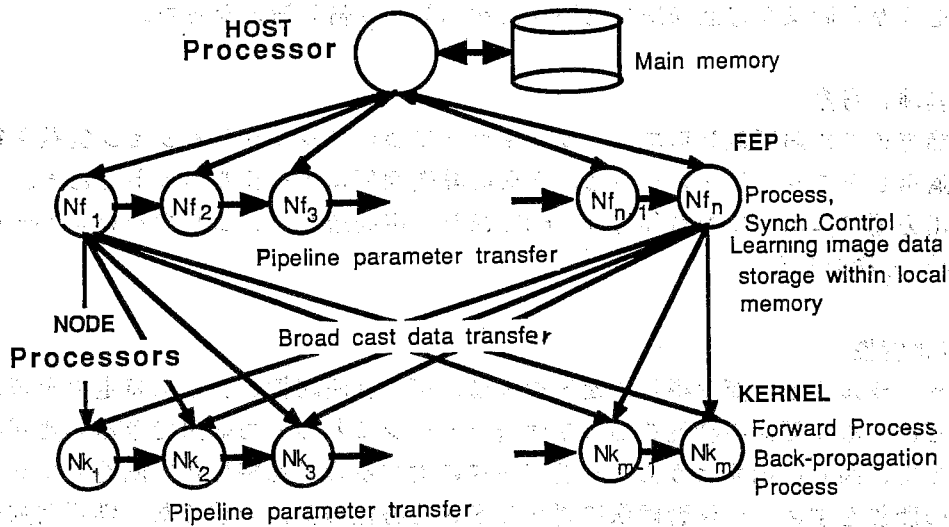 HOST
Processor
Main memory
FEP
Nf1
Nf2
Nf3
Nfn-1
Nfn
Process,
Synch Control
Learning image data
storage within local
memory
Pipeline parameter transfer
NODE
Processors
Broad cast data transfer
KERNEL
Nk1
Nk2
Nk3
Nkm-1
Nkm
Forward Process
Back-propagation
Process
Pipeline parameter transfer